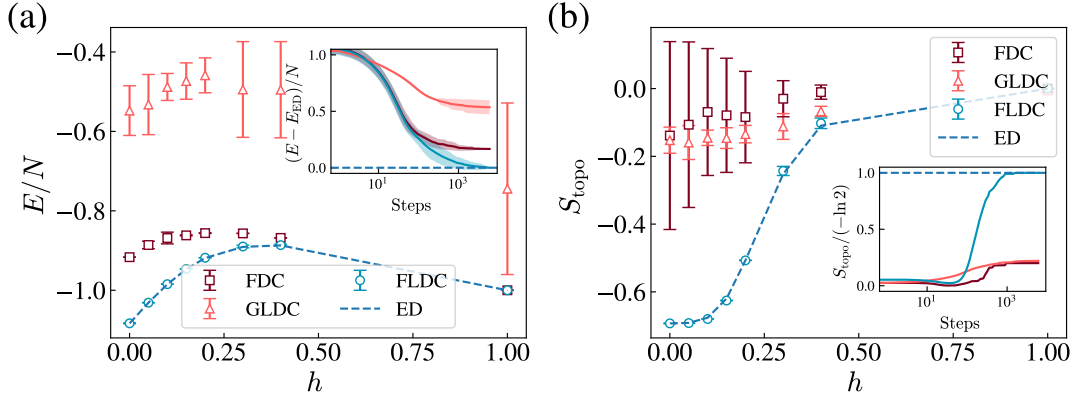 (a)
−0.4
−0.6
−0.8
−1.0
E/N
0.00
0.25
0.50
0.75
1.00
h
FDC
GLDC
FLDC
ED
1.0
0.5
0.0
(E − E_ED)/N
10^1
10^3
Steps
(b)
0.0
−0.2
−0.4
−0.6
S_topo
0.00
0.25
0.50
0.75
1.00
h
FDC
GLDC
FLDC
ED
1.0
0.5
0.0
S_topo/(− ln 2)
10^1
10^3
Steps